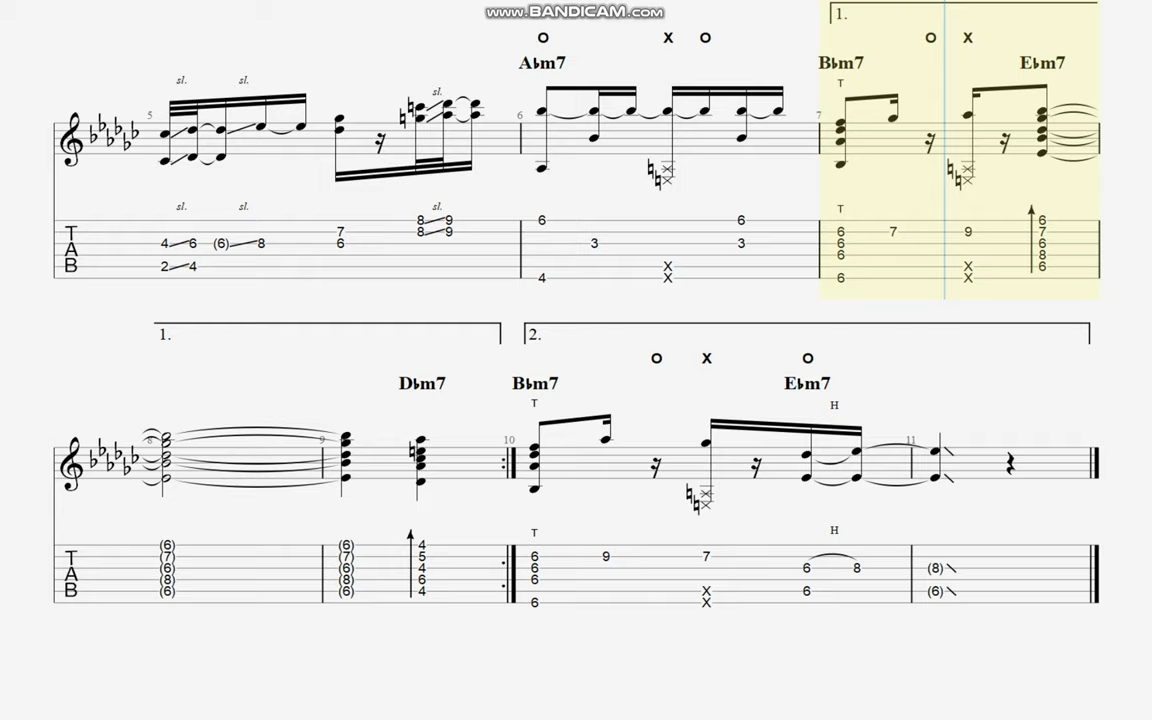 www.BANDICAM.com
1.
O X O O X
A♭m7 B♭m7 E♭m7
sl. sl. T
sl.
5 6 7
sl. sl. sl. T
8 9 6 6 6
T 7 8 9 6 7 9 7
A 4 6 (6) 8 6 3 3 6 6
6 8
B 2 4 X X 6
4 X 6 X
1. 2.
O X O
D♭m7 B♭m7 E♭m7
T H
8 9 10 11
T H
(6) (6) 4
T (7) (7) 5 6 9 7
A (6) (6) 4 6 6 8 (8)
(8) (8) 6 6
B (6) (6) 4 X 6 (6)
6 X